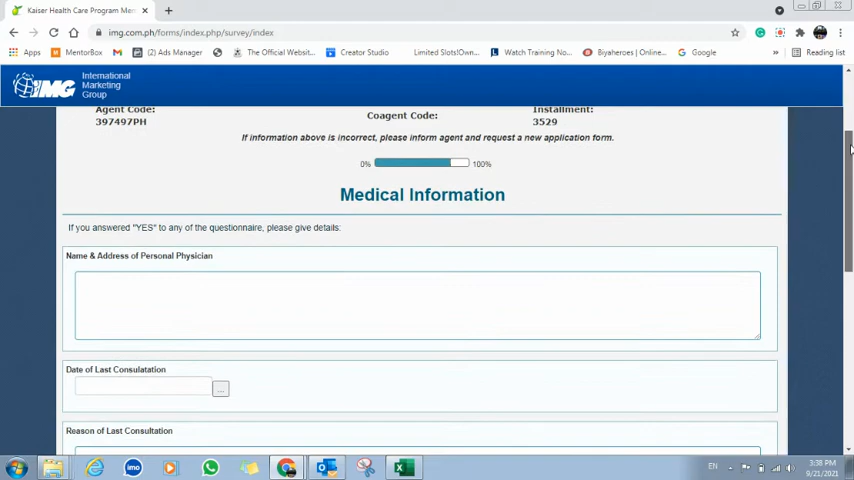 Kaiser Health Care Program Mem
img.com.ph/forms/index.php/survey/index
Apps
MentorBox
(2) Ads Manager
The Official Websit...
Creator Studio
Limited Slots!Own...
Watch Training No...
Biyaheroes | Online...
Google
»
Reading list
IMG
International
Marketing
Group
Agent Code:
397497PH
Coagent Code:
Installment:
3529
If information above is incorrect, please inform agent and request a new application form.
0% 100%
Medical Information
If you answered "YES" to any of the questionnaire, please give details:
Name & Address of Personal Physician
Date of Last Consulatation
...
Reason of Last Consultation
imo
EN
3:38 PM
9/21/2021